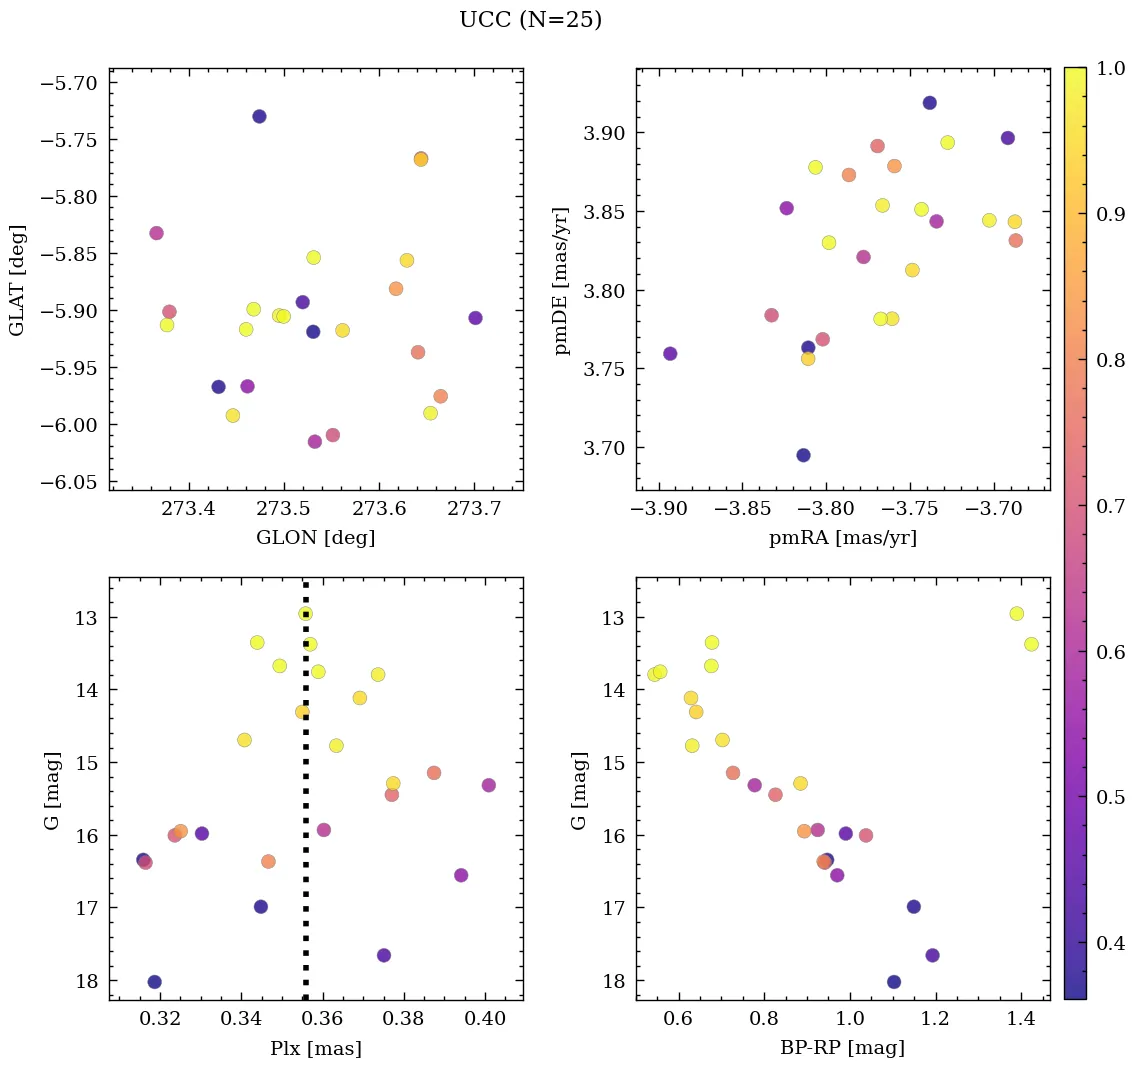 UCC (N=25)
−5.70
−5.75
−5.80
−5.85
−5.90
−5.95
−6.00
−6.05
GLAT [deg]
273.4 273.5 273.6 273.7
GLON [deg]
3.90
3.85
3.80
3.75
3.70
pmDE [mas/yr]
−3.90 −3.85 −3.80 −3.75 −3.70
pmRA [mas/yr]
13
14
15
16
17
18
G [mag]
0.32 0.34 0.36 0.38 0.40
Plx [mas]
13
14
15
16
17
18
G [mag]
0.6 0.8 1.0 1.2 1.4
BP-RP [mag]
1.0
0.9
0.8
0.7
0.6
0.5
0.4